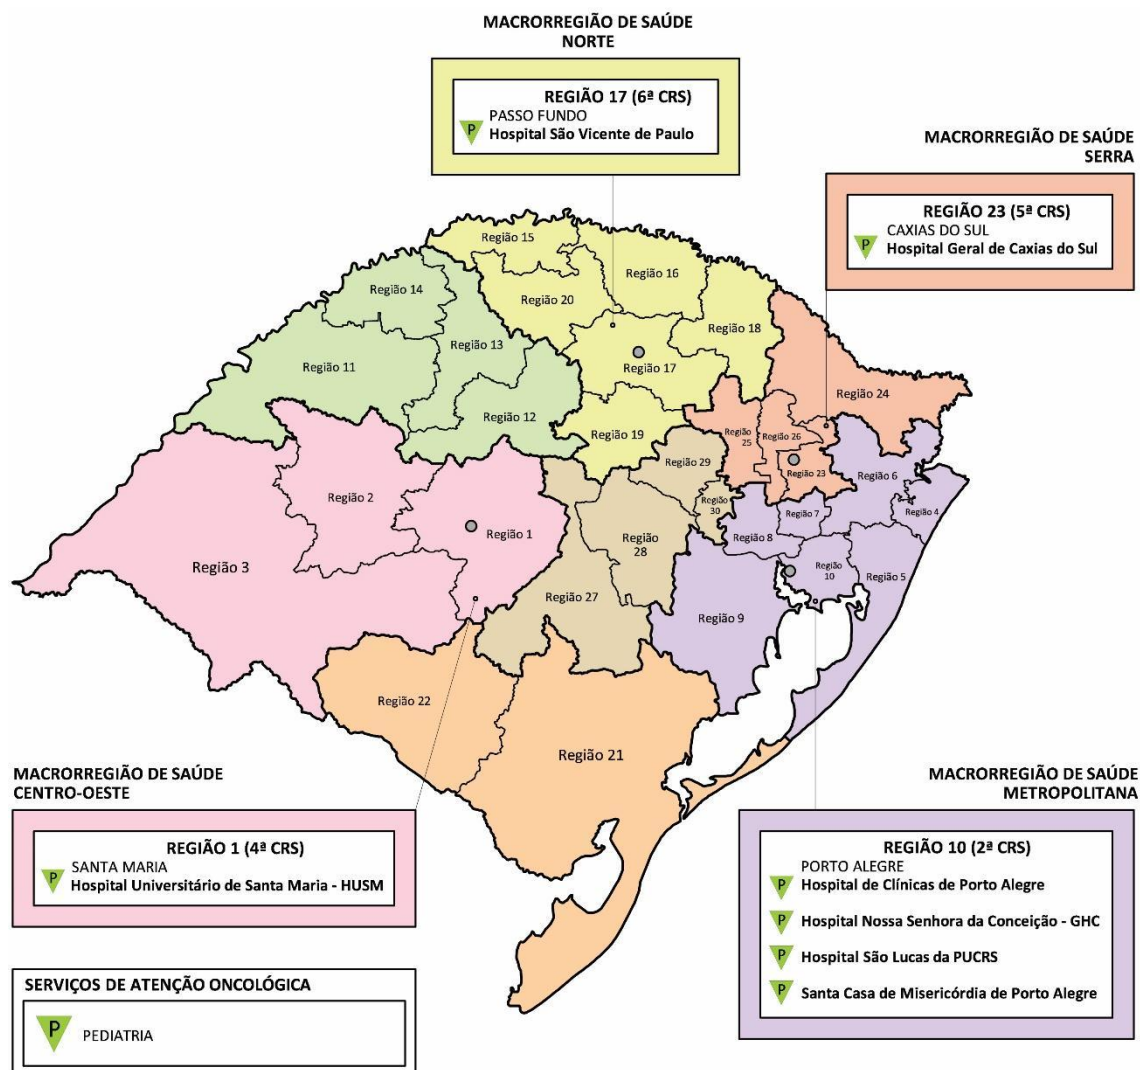 MACRORREGIÃO DE SAÚDE
NORTE
REGIÃO 17 (6ª CRS)
PASSO FUNDO
P
Hospital São Vicente de Paulo
MACRORREGIÃO DE SAÚDE
SERRA
REGIÃO 23 (5ª CRS)
CAXIAS DO SUL
P
Hospital Geral de Caxias do Sul
Região 15
Região 16
Região 14
Região 20
Região 18
Região 13
Região 11
Região 17
Região 24
Região 12
Região 19
Região
25
Região 26
Região 29
Região 23
Região 6
Região 2
Região
30
Região 7
Região 4
Região 1
Região
28
Região 8
Região 3
Região
10
Região 5
Região 27
Região 9
Região 22
Região 21
MACRORREGIÃO DE SAÚDE
CENTRO-OESTE
REGIÃO 1 (4ª CRS)
SANTA MARIA
P
Hospital Universitário de Santa Maria - HUSM
MACRORREGIÃO DE SAÚDE
METROPOLITANA
REGIÃO 10 (2ª CRS)
PORTO ALEGRE
P Hospital de Clínicas de Porto Alegre
P Hospital Nossa Senhora da Conceição - GHC
P Hospital São Lucas da PUCRS
P Santa Casa de Misericórdia de Porto Alegre
SERVIÇOS DE ATENÇÃO ONCOLÓGICA
P PEDIATRIA